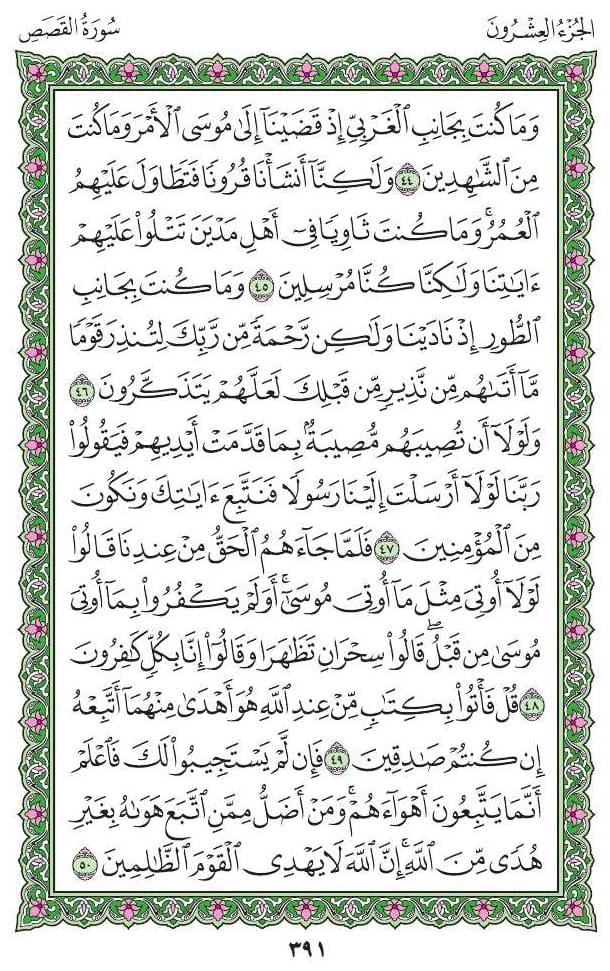 الجُزْءُ العِشْرُونَ
سُورَةُ القَصَصِ
وَمَا كُنتَ بِجَانِبِ ٱلْغَرْبِيِّ إِذْ قَضَيْنَآ إِلَىٰ مُوسَى ٱلْأَمْرَ وَمَا كُنتَ
مِنَ ٱلشَّٰهِدِينَ ٤٤ وَلَٰكِنَّآ أَنشَأْنَا قُرُونًا فَتَطَاوَلَ عَلَيْهِمُ
ٱلْعُمُرُ ۚ وَمَا كُنتَ ثَاوِيًا فِىٓ أَهْلِ مَدْيَنَ تَتْلُوا۟ عَلَيْهِمْ
ءَايَٰتِنَا وَلَٰكِنَّا كُنَّا مُرْسِلِينَ ٤٥ وَمَا كُنتَ بِجَانِبِ
ٱلطُّورِ إِذْ نَادَيْنَا وَلَٰكِن رَّحْمَةً مِّن رَّبِّكَ لِتُنذِرَ قَوْمًا
مَّآ أَتَىٰهُم مِّن نَّذِيرٍ مِّن قَبْلِكَ لَعَلَّهُمْ يَتَذَكَّرُونَ ٤٦
وَلَوْلَآ أَن تُصِيبَهُم مُّصِيبَةٌۢ بِمَا قَدَّمَتْ أَيْدِيهِمْ فَيَقُولُوا۟
رَبَّنَا لَوْلَآ أَرْسَلْتَ إِلَيْنَا رَسُولًا فَنَتَّبِعَ ءَايَٰتِكَ وَنَكُونَ
مِنَ ٱلْمُؤْمِنِينَ ٤٧ فَلَمَّا جَآءَهُمُ ٱلْحَقُّ مِنْ عِندِنَا قَالُوا۟
لَوْلَآ أُوتِىَ مِثْلَ مَآ أُوتِىَ مُوسَىٰٓ ۚ أَوَلَمْ يَكْفُرُوا۟ بِمَآ أُوتِىَ
مُوسَىٰ مِن قَبْلُ ۖ قَالُوا۟ سِحْرَانِ تَظَٰهَرَا وَقَالُوٓا۟ إِنَّا بِكُلٍّ كَٰفِرُونَ
٤٨ قُلْ فَأْتُوا۟ بِكِتَٰبٍ مِّنْ عِندِ ٱللَّهِ هُوَ أَهْدَىٰ مِنْهُمَآ أَتَّبِعْهُ
إِن كُنتُمْ صَٰدِقِينَ ٤٩ فَإِن لَّمْ يَسْتَجِيبُوا۟ لَكَ فَٱعْلَمْ
أَنَّمَا يَتَّبِعُونَ أَهْوَآءَهُمْ ۚ وَمَنْ أَضَلُّ مِمَّنِ ٱتَّبَعَ هَوَىٰهُ بِغَيْرِ
هُدًى مِّنَ ٱللَّهِ ۚ إِنَّ ٱللَّهَ لَا يَهْدِى ٱلْقَوْمَ ٱلظَّٰلِمِينَ ٥٠
٣٩١